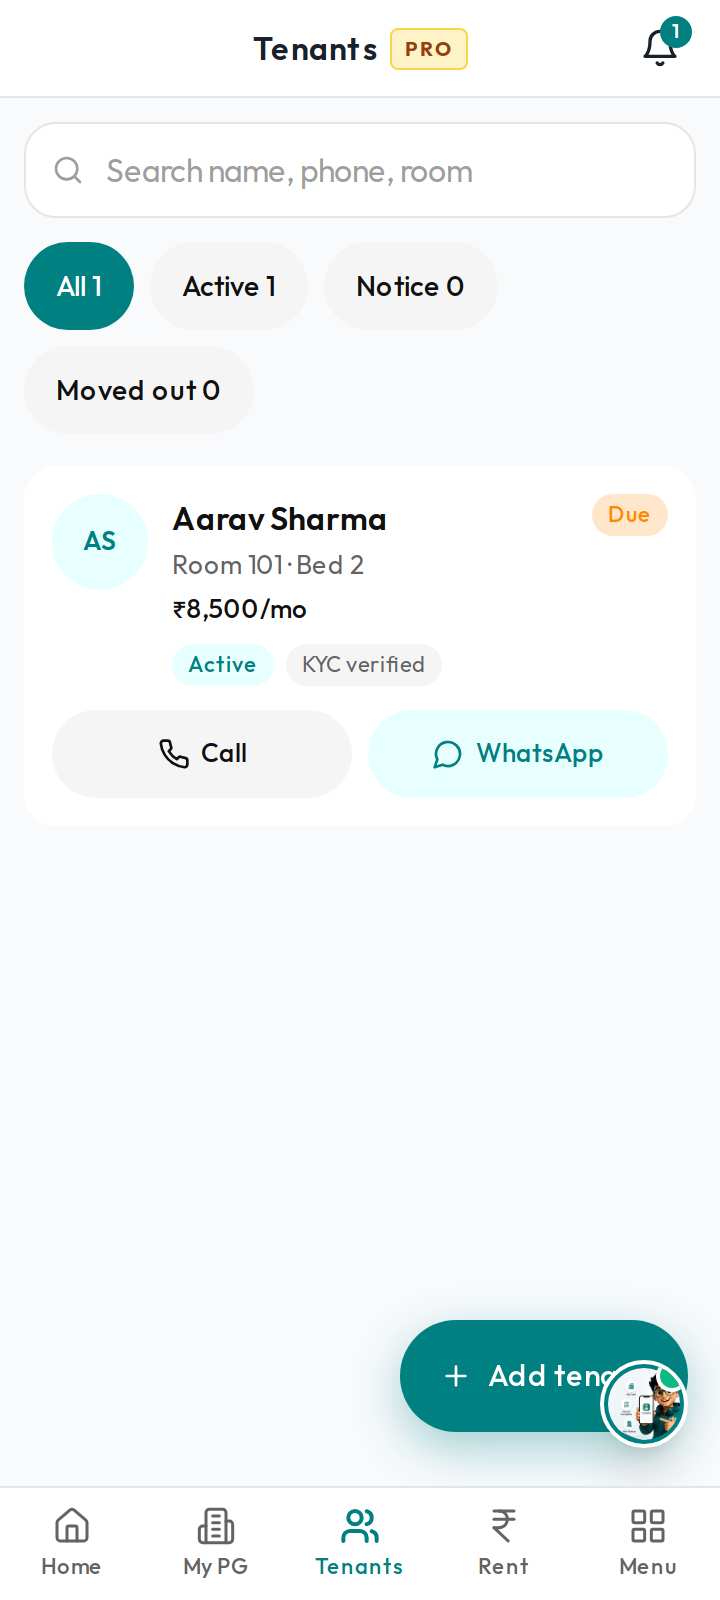 Tenants PRO 1
Search name, phone, room
All 1 Active 1 Notice 0
Moved out 0
AS Aarav Sharma Due
Room 101 · Bed 2
₹8,500/mo
Active KYC verified
Call WhatsApp
+ Add
Home My PG Tenants Rent Menu